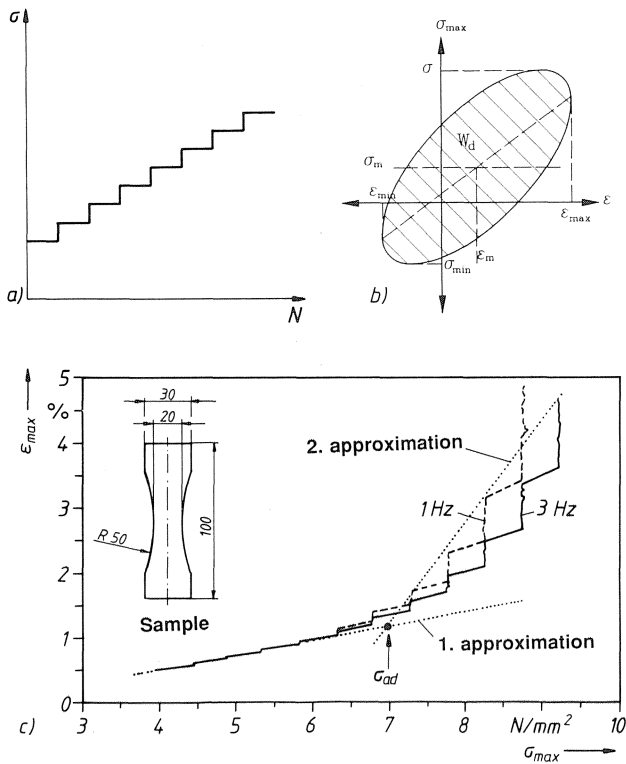 σ
a)
N
σmax
σ
Wd
σm
εmin
ε
εmax
σmin
εm
b)
5
%
εmax
4
3
2
1
0
30
20
100
R 50
Sample
2. approximation
1 Hz
3 Hz
1. approximation
σad
c)
3 4 5 6 7 8 N/mm² 10
σmax